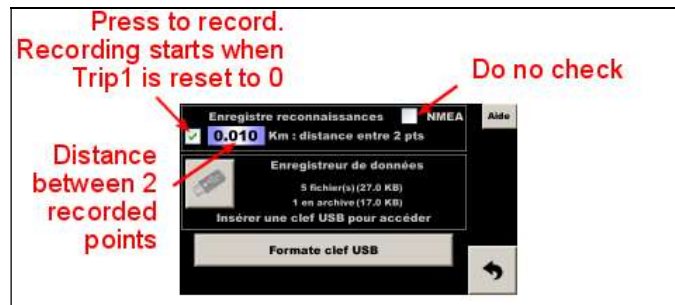 Press to record.
Recording starts when
Trip1 is reset to 0
Do no check
Enregistre reconnaissances NMEA Aide
0.010 Km : distance entre 2 pts
Distance
between 2
recorded
points
Enregistreur de données
5 fichier(s) (27.0 KB)
1 en archive (17.0 KB)
Insérer une clef USB pour accéder
Formate clef USB